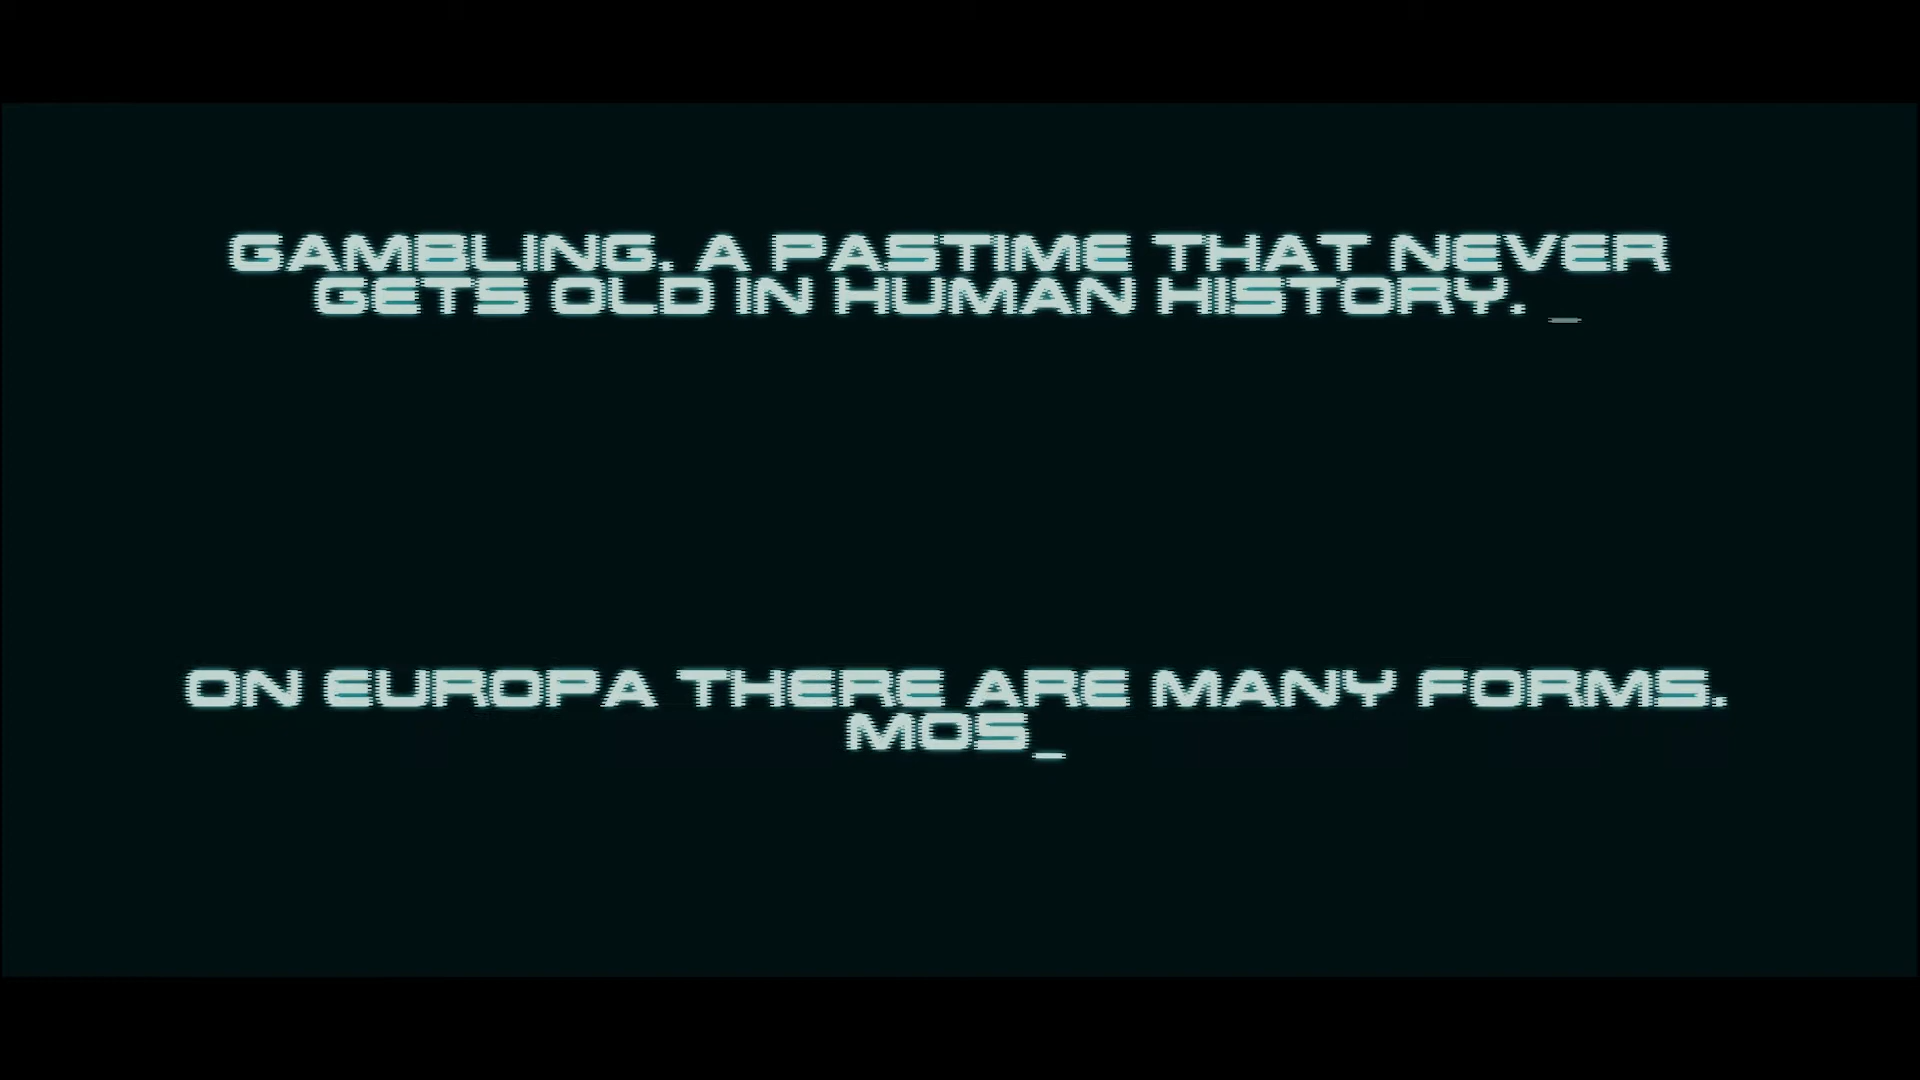 GAMBLING. A PASTIME THAT NEVER
GETS OLD IN HUMAN HISTORY. _
ON EUROPA THERE ARE MANY FORMS.
MOS_